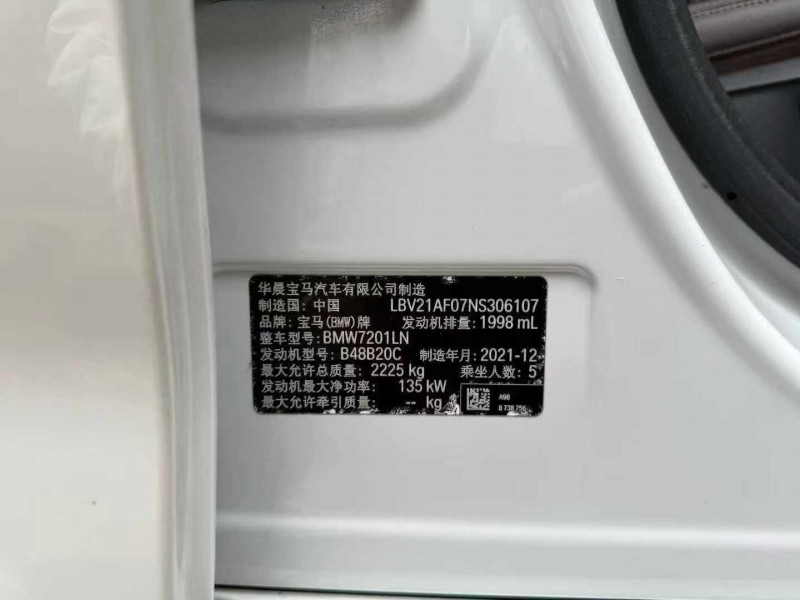 华晨宝马汽车有限公司制造
制造国: 中国 LBV21AF07NS306107
品牌: 宝马(BMW)牌 发动机排量: 1998 mL
整车型号: BMW7201LN
发动机型号: B48B20C 制造年月: 2021-12
最大允许总质量: 2225 kg 乘坐人数: 5
发动机最大净功率: 135 kW
最大允许牵引质量: -- kg
A96